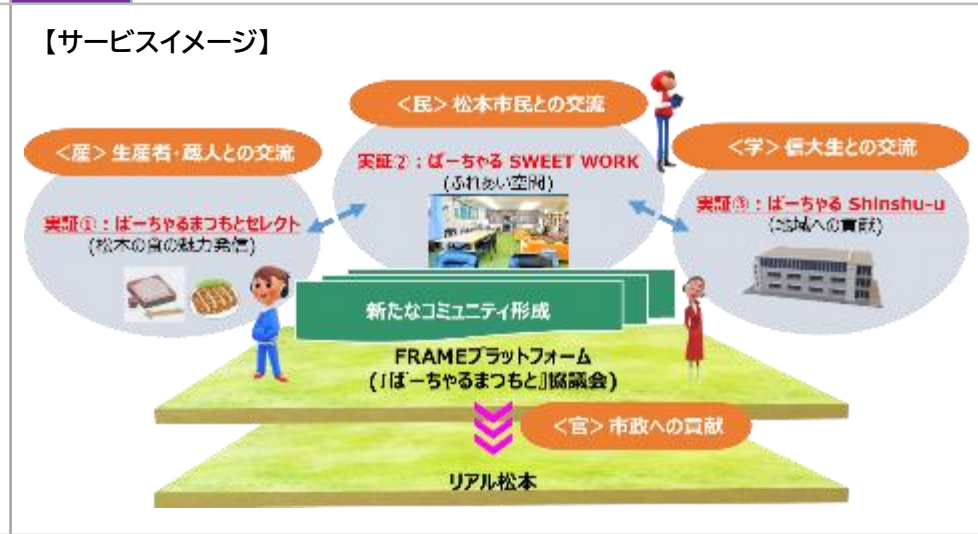 【サービスイメージ】
＜民＞松本市民との交流
＜産＞生産者・蔵人との交流
＜学＞信大生との交流
実証②：ばーちゃる SWEET WORK
(ふれあい空間)
実証①：ばーちゃるまつもとセレクト
(松本の食の魅力発信)
実証③：ばーちゃる Shinshu-u
(地域への貢献)
新たなコミュニティ形成
FRAMEプラットフォーム
(『ばーちゃるまつもと』協議会)
＜官＞市政への貢献
リアル松本